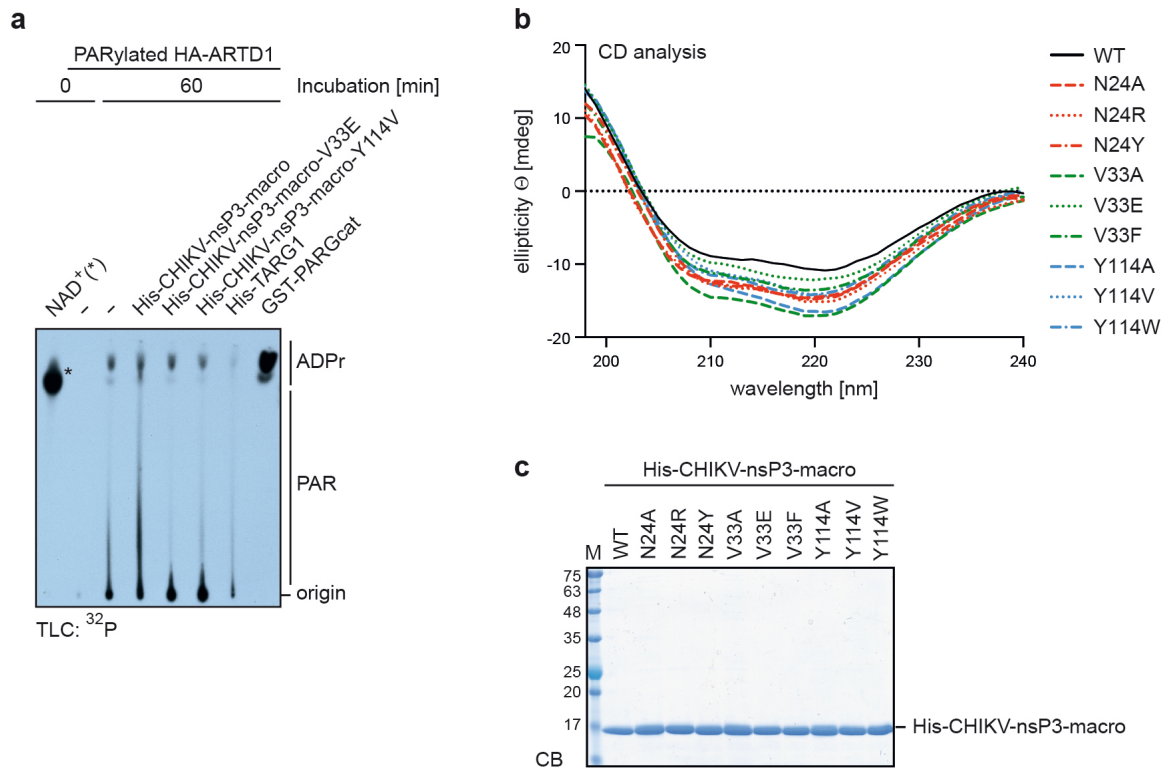 a
PARylated HA-ARTD1
0 60 Incubation [min]
NAD⁺(*)
-
-
His-CHIKV-nsP3-macro
His-CHIKV-nsP3-macro-V33E
His-CHIKV-nsP3-macro-Y114V
His-TARG1
GST-PARGcat
*
ADPr
PAR
origin
TLC: ³²P
b
CD analysis
20
10
0
-10
-20
ellipticity Θ [mdeg]
200 210 220 230 240
wavelength [nm]
WT
N24A
N24R
N24Y
V33A
V33E
V33F
Y114A
Y114V
Y114W
c
His-CHIKV-nsP3-macro
M WT N24A N24R N24Y V33A V33E V33F Y114A Y114V Y114W
75
63
48
35
25
20
17
His-CHIKV-nsP3-macro
CB